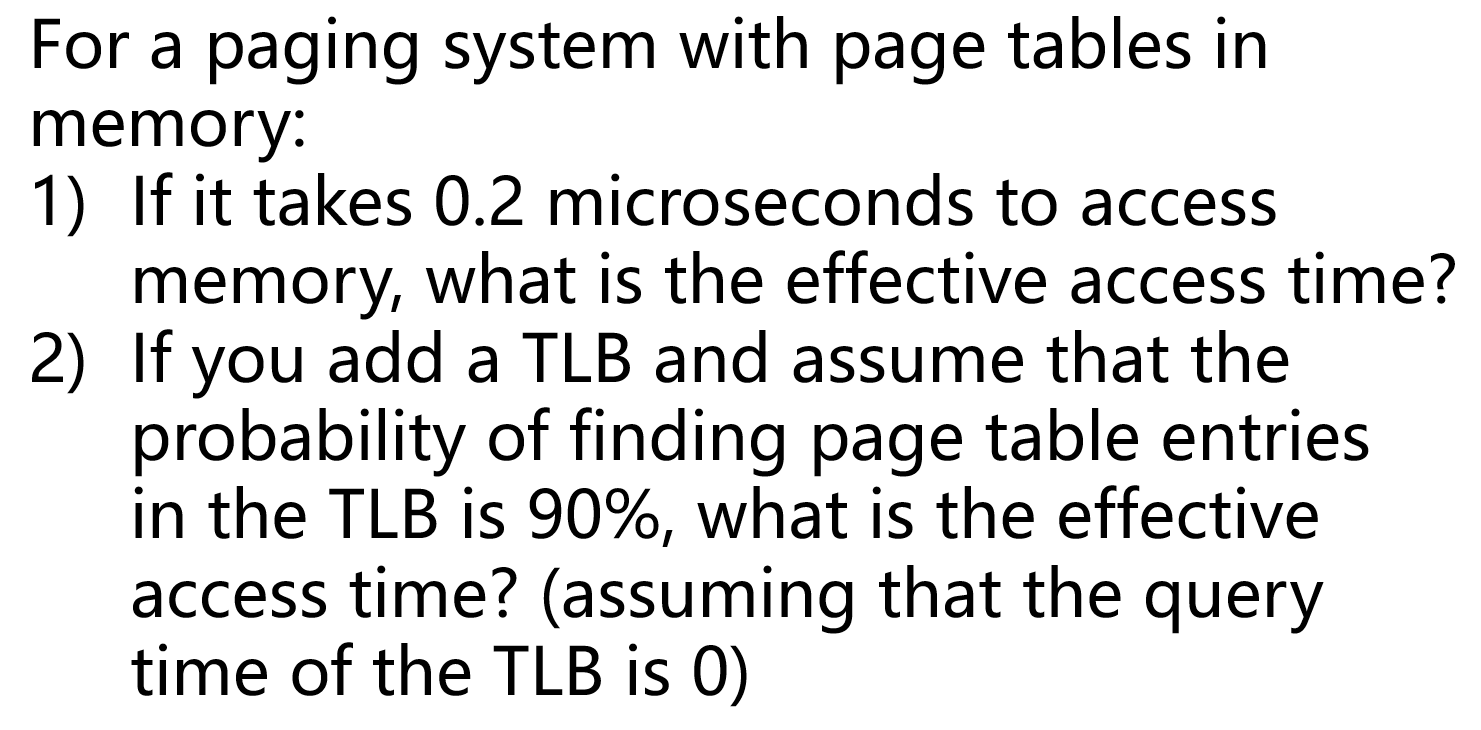 For a paging system with page tables in
memory:
1) If it takes 0.2 microseconds to access
memory, what is the effective access time?
2) If you add a TLB and assume that the
probability of finding page table entries
in the TLB is 90%, what is the effective
access time? (assuming that the query
time of the TLB is 0)